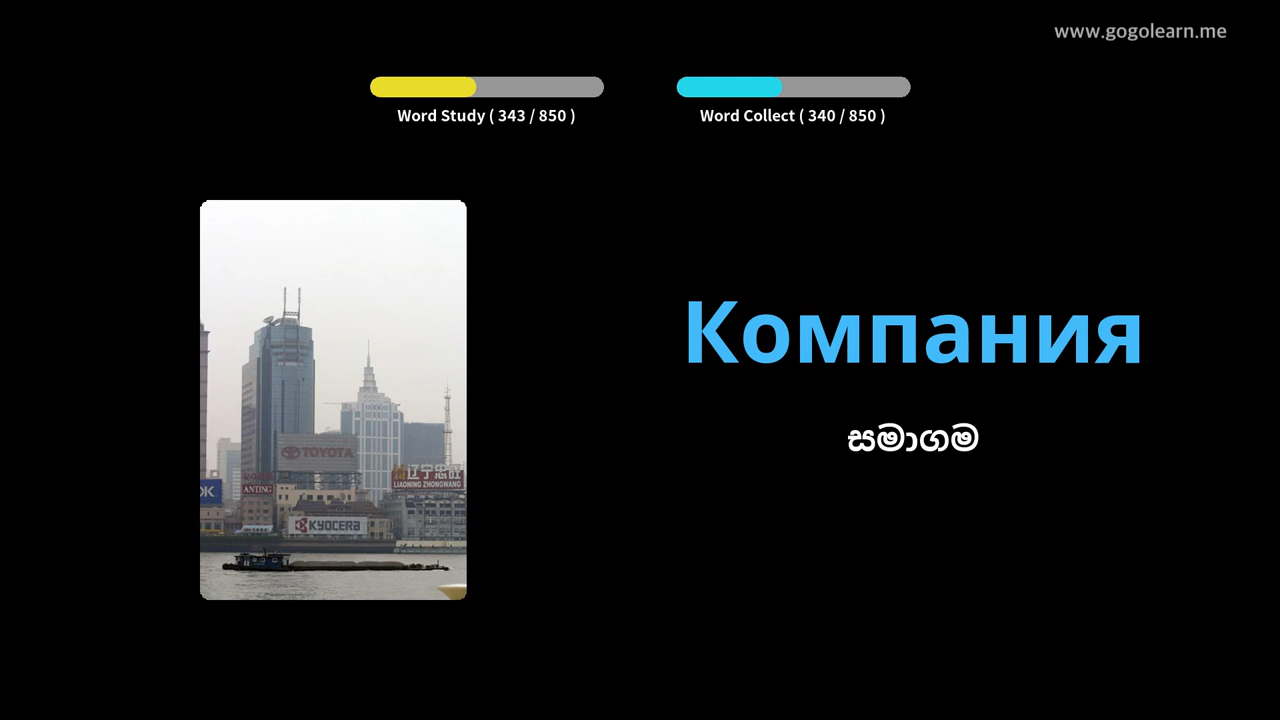 www.gogolearn.me
Word Study ( 343 / 850 )
Word Collect ( 340 / 850 )
Компания
සමාගම
TOYOTA
辽宁忠旺
LIAONING ZHONGWANG
OK
ANTING
KYOCERA